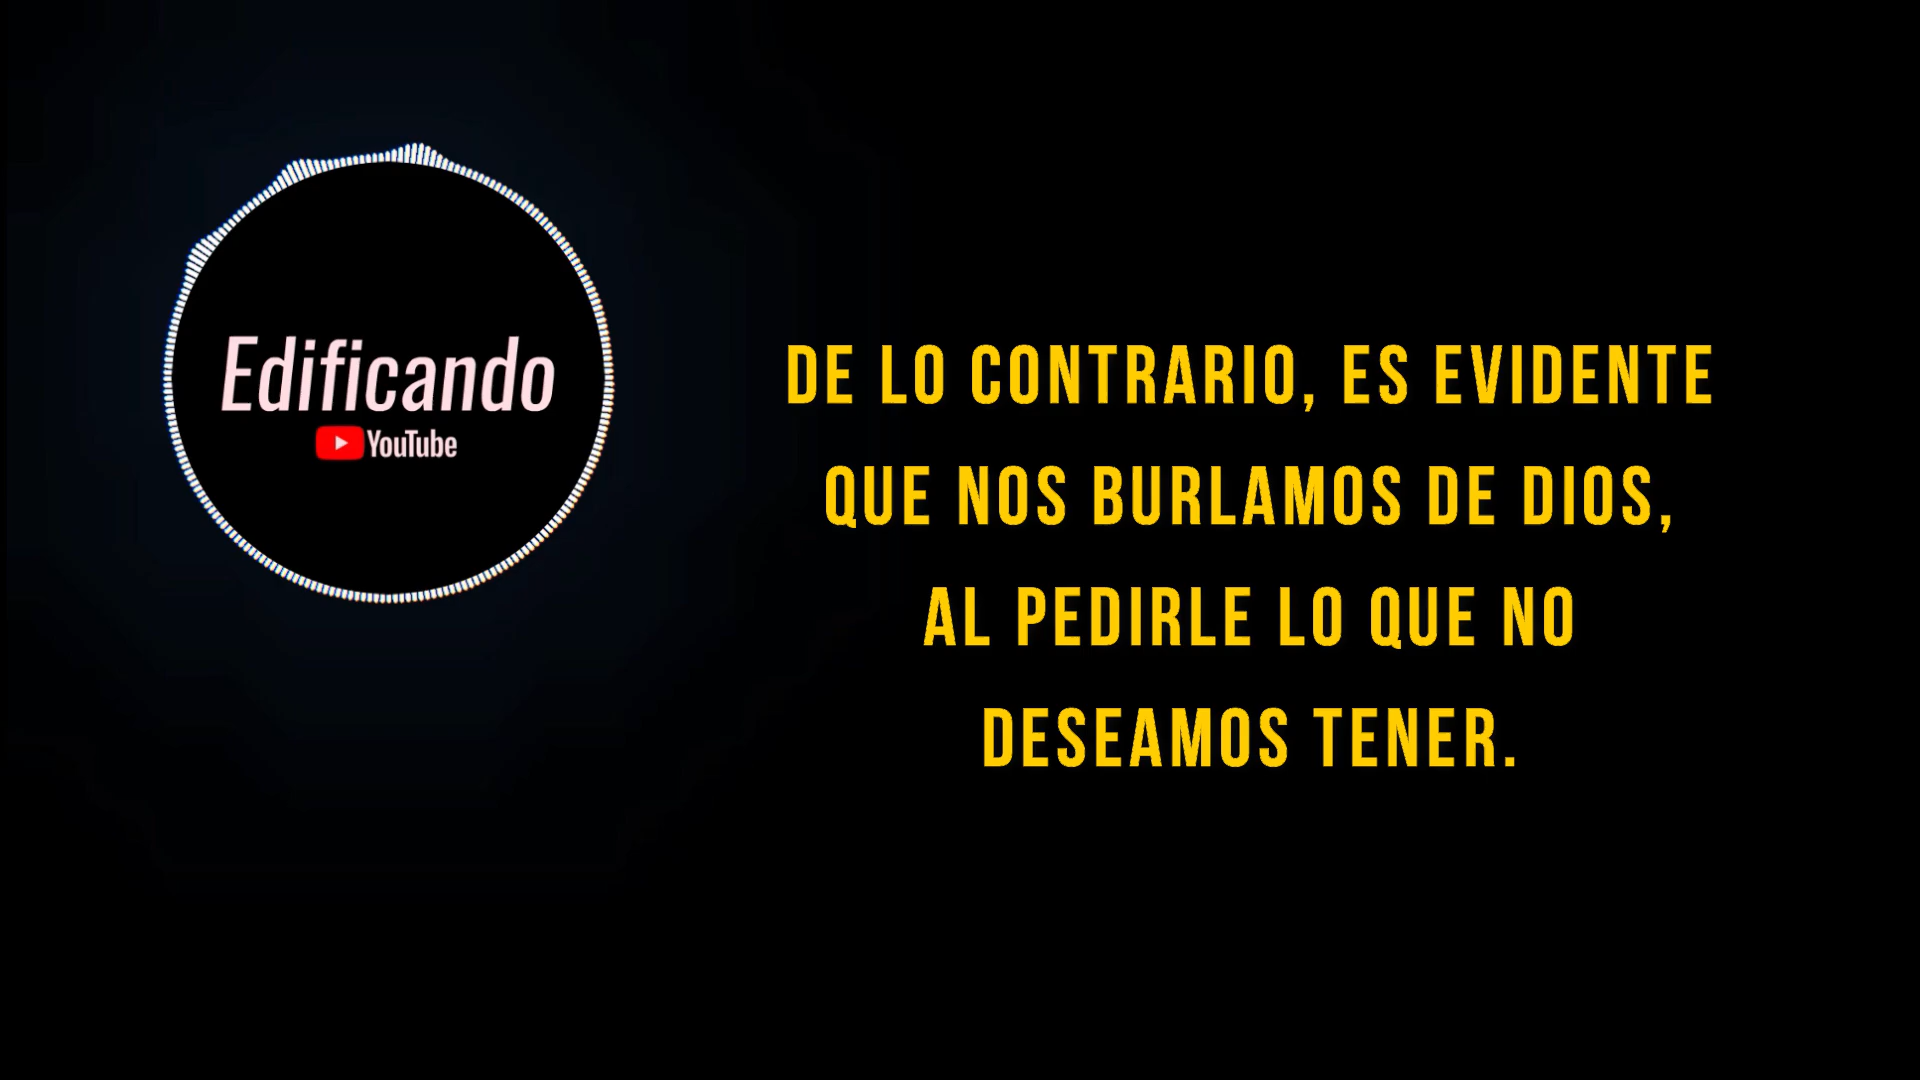 Edificando
YouTube
DE LO CONTRARIO, ES EVIDENTE
QUE NOS BURLAMOS DE DIOS,
AL PEDIRLE LO QUE NO
DESEAMOS TENER.